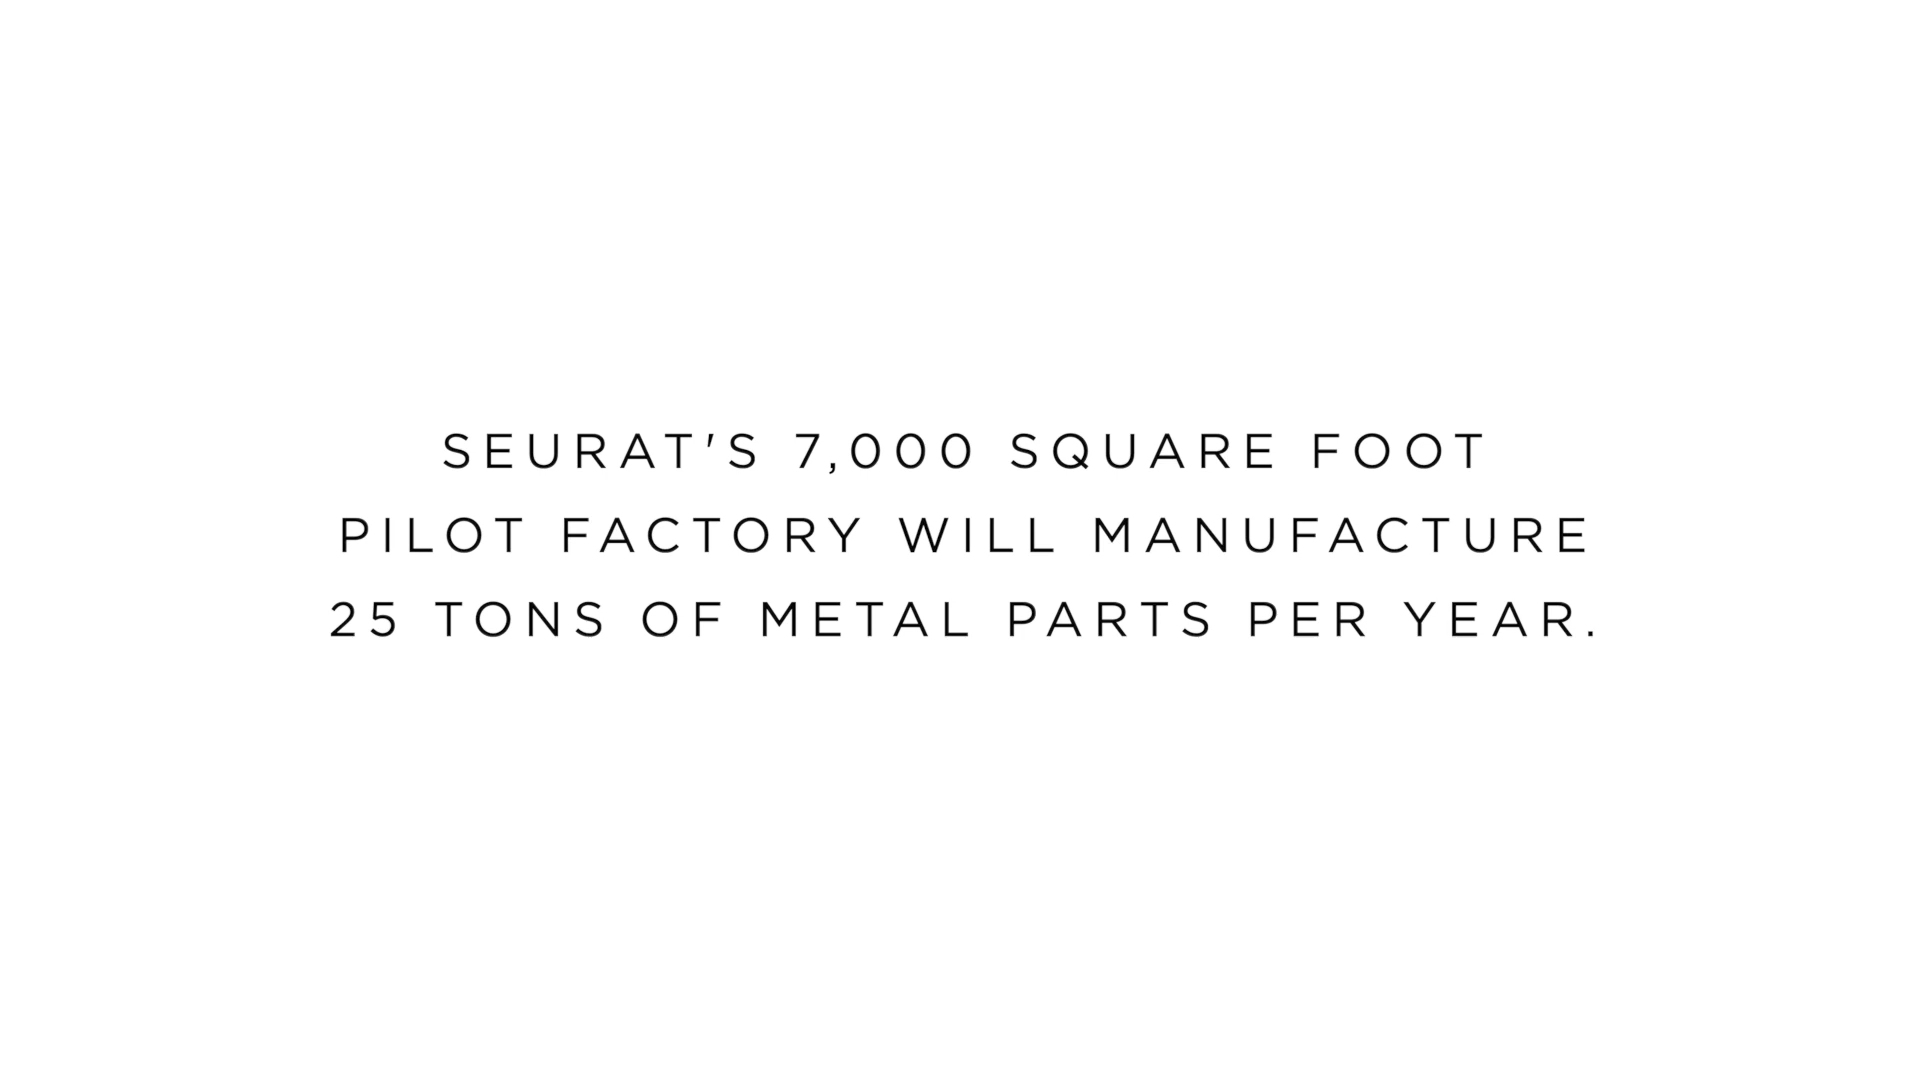 SEURAT'S 7,000 SQUARE FOOT
PILOT FACTORY WILL MANUFACTURE
25 TONS OF METAL PARTS PER YEAR.